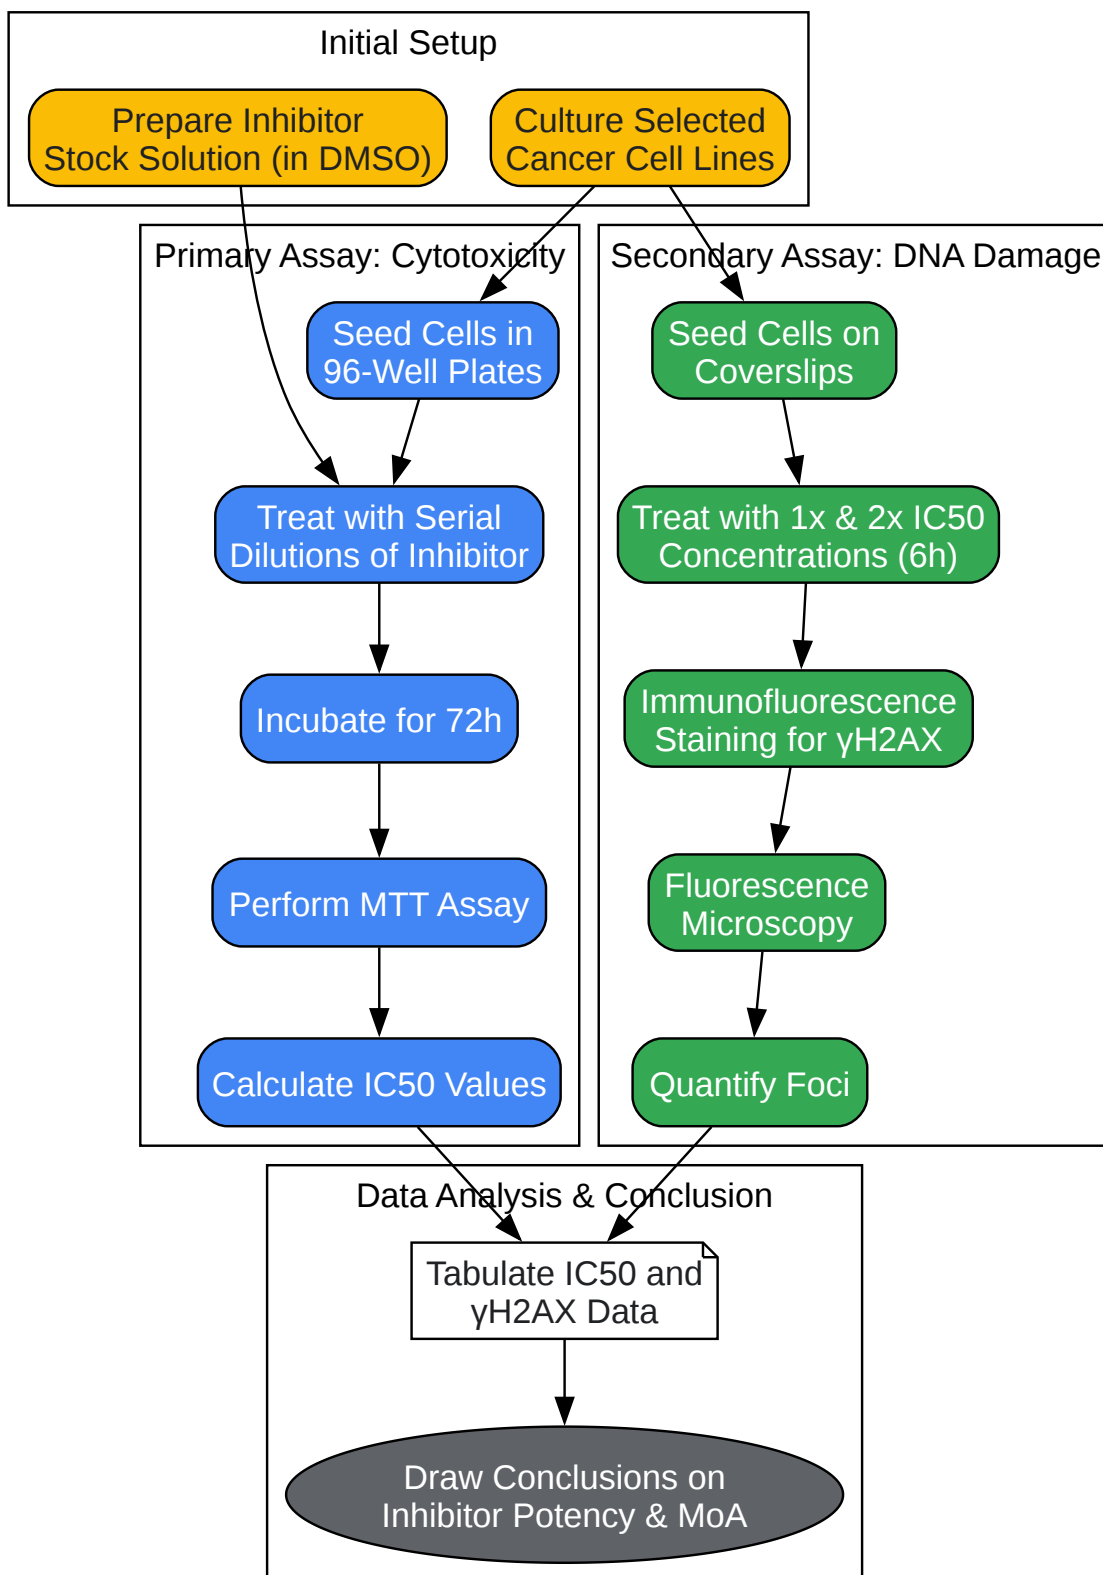 Initial Setup
Prepare Inhibitor
Stock Solution (in DMSO)
Culture Selected
Cancer Cell Lines
Primary Assay: Cytotoxicity
Seed Cells in
96-Well Plates
Treat with Serial
Dilutions of Inhibitor
Incubate for 72h
Perform MTT Assay
Calculate IC50 Values
Secondary Assay: DNA Damage
Seed Cells on
Coverslips
Treat with 1x & 2x IC50
Concentrations (6h)
Immunofluorescence
Staining for γH2AX
Fluorescence
Microscopy
Quantify Foci
Data Analysis & Conclusion
Tabulate IC50 and
γH2AX Data
Draw Conclusions on
Inhibitor Potency & MoA